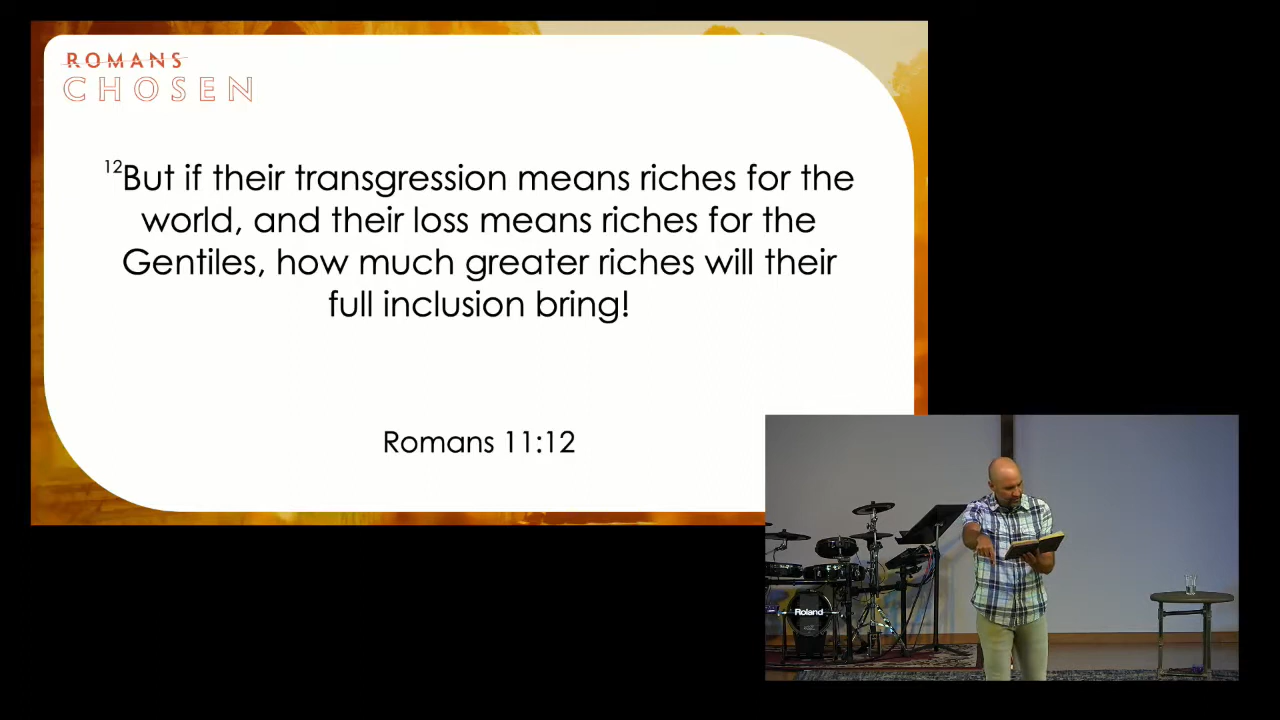 ROMANS
CHOSEN
12But if their transgression means riches for the
world, and their loss means riches for the
Gentiles, how much greater riches will their
full inclusion bring!
Romans 11:12
Roland